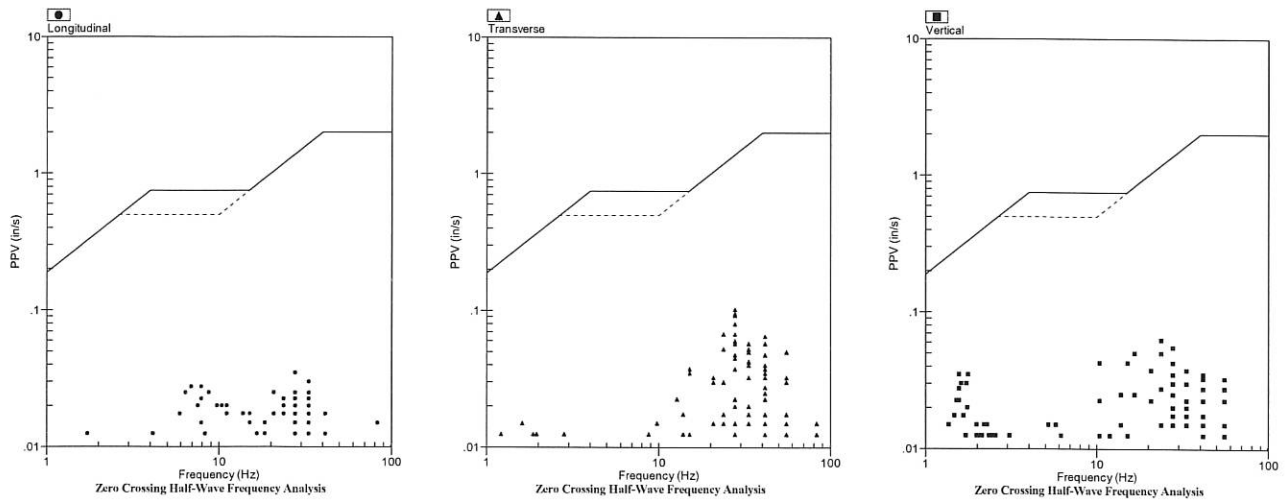 Longitudinal
10
1
.1
.01
PPV (in/s)
1
10
100
Frequency (Hz)
Zero Crossing Half-Wave Frequency Analysis
Transverse
10
1
.1
.01
PPV (in/s)
1
10
100
Frequency (Hz)
Zero Crossing Half-Wave Frequency Analysis
Vertical
10
1
.1
.01
PPV (in/s)
1
10
100
Frequency (Hz)
Zero Crossing Half-Wave Frequency Analysis